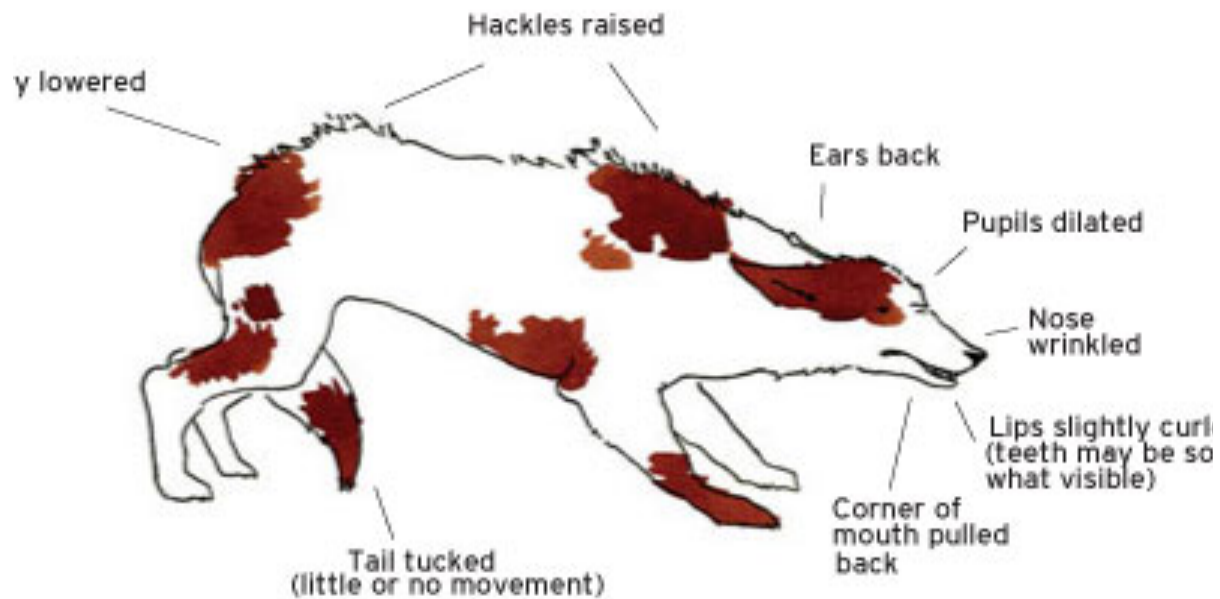 Hackles raised
y lowered
Ears back
Pupils dilated
Nose
wrinkled
Lips slightly curl
(teeth may be so
what visible)
Corner of
mouth pulled
back
Tail tucked
(little or no movement)